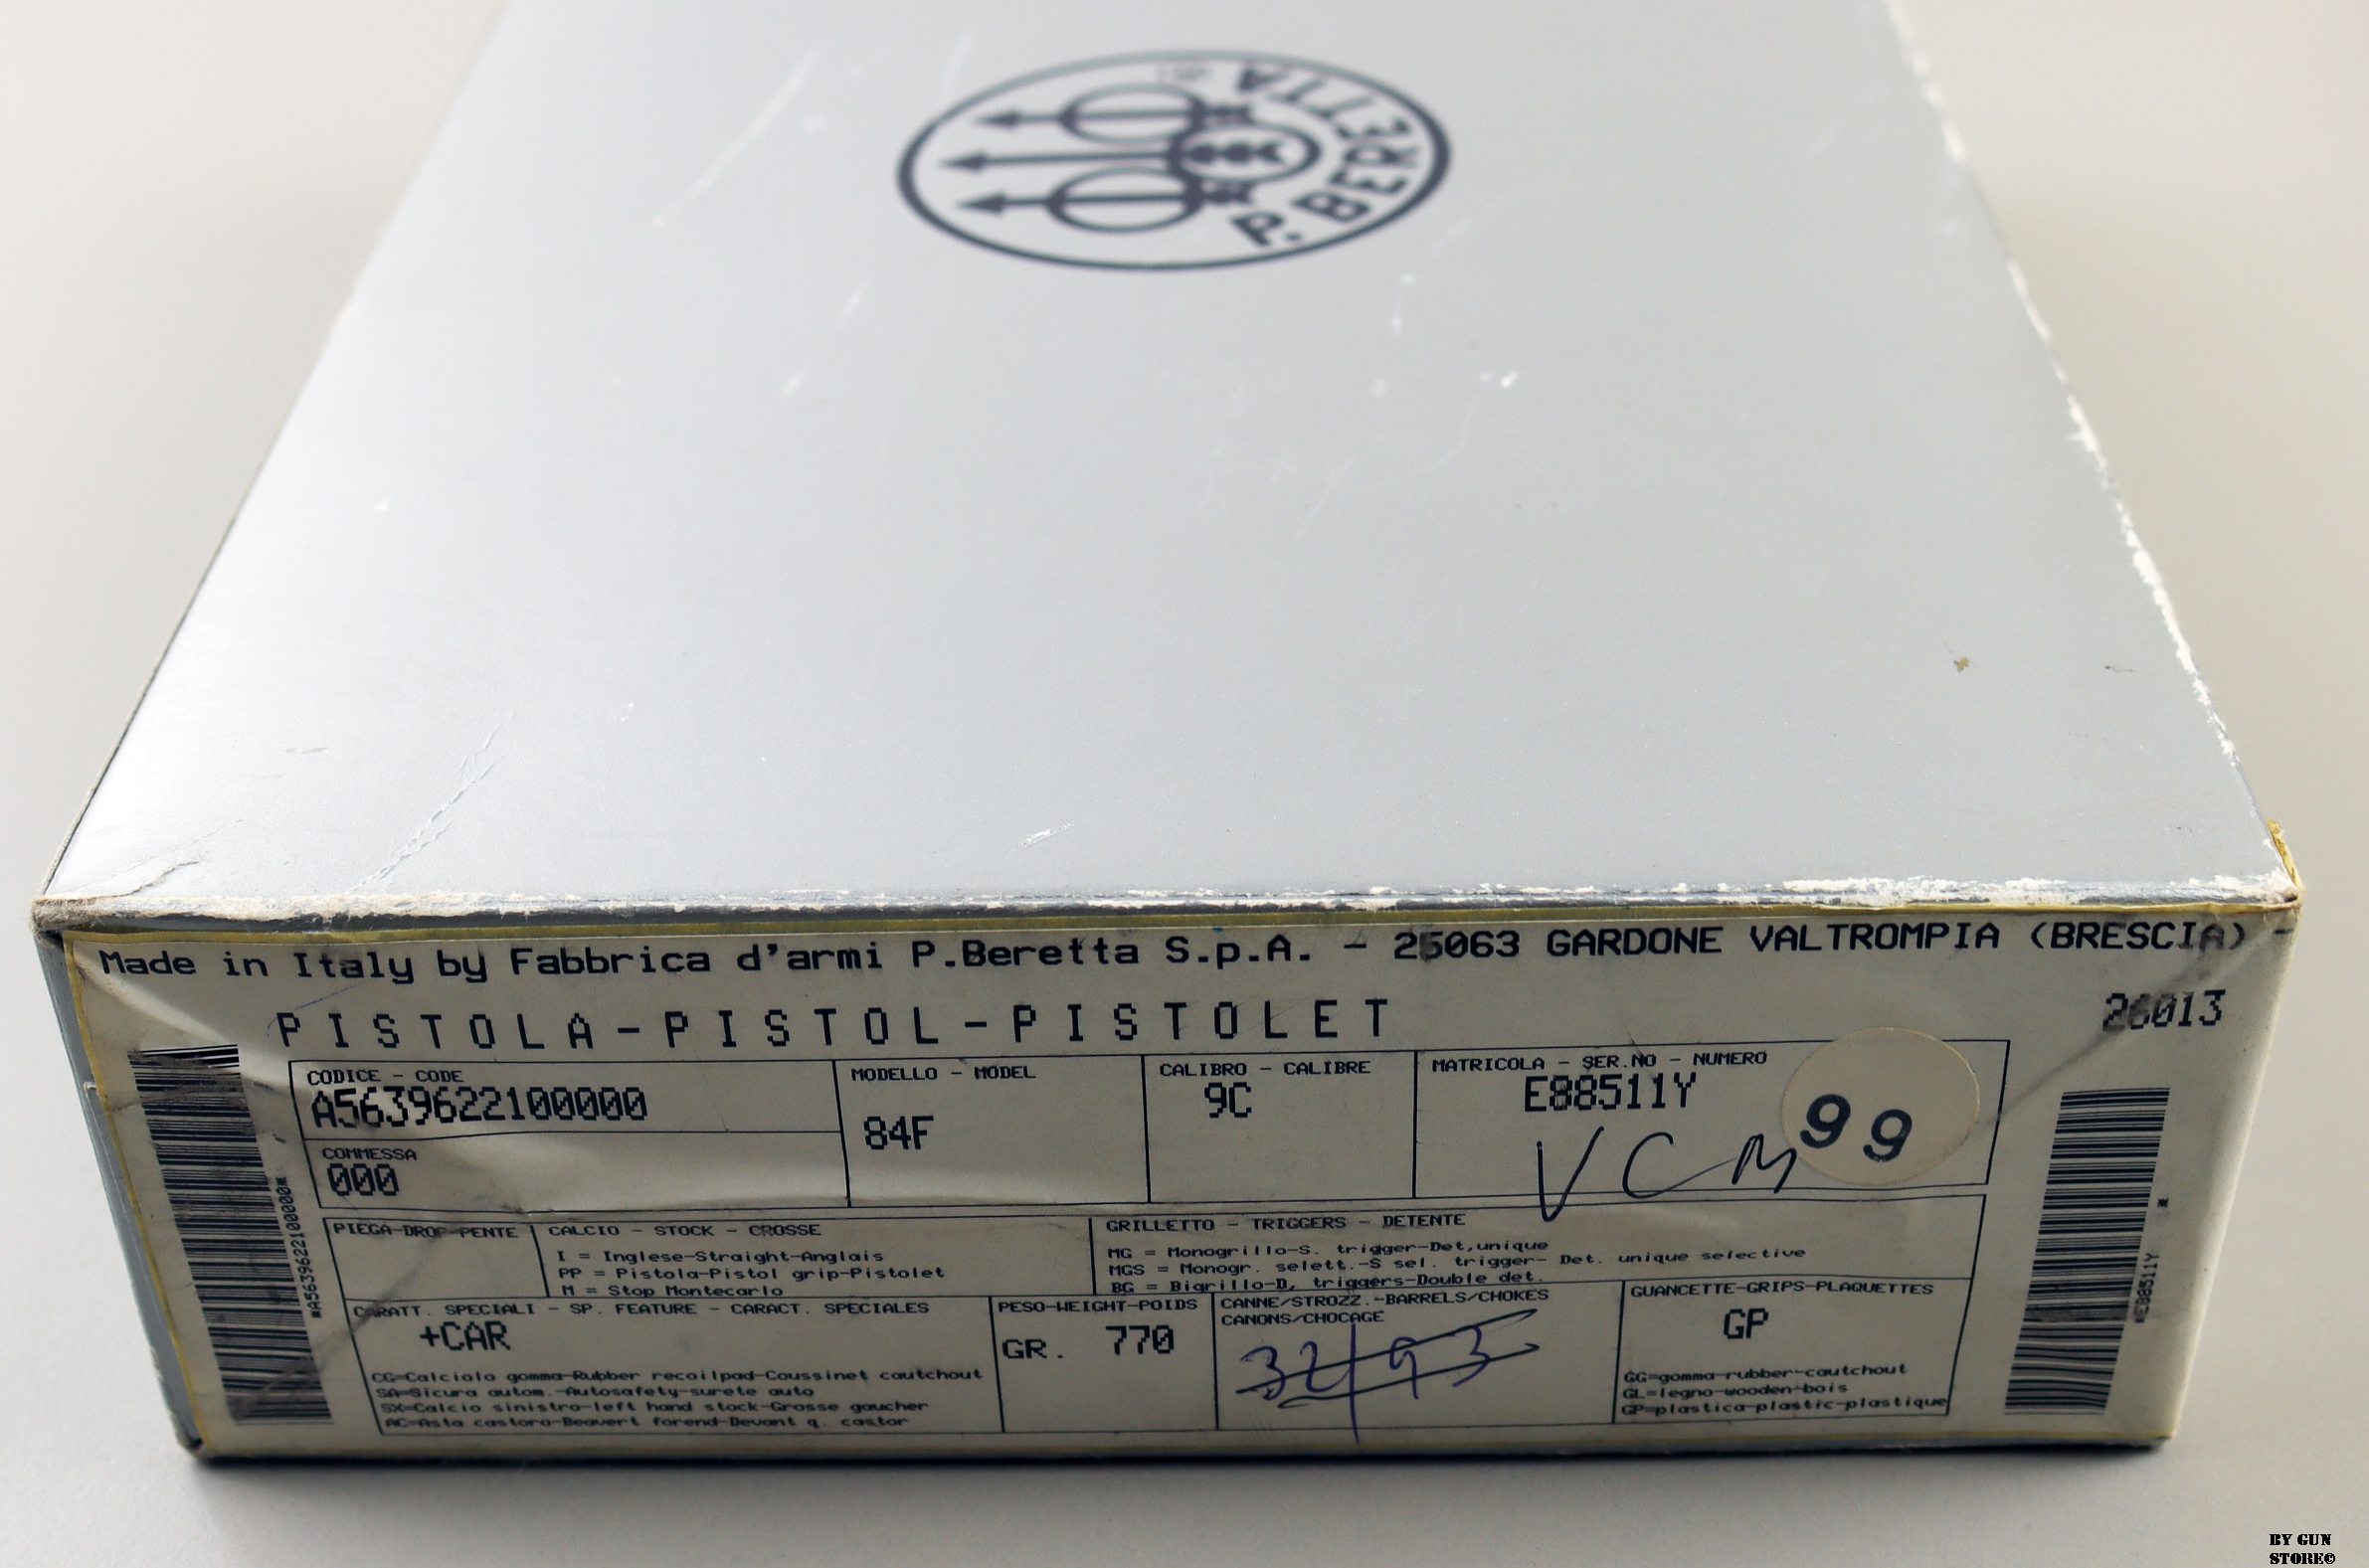 P. BERETTA
Made in Italy by Fabbrica d'armi P.Beretta S.p.A. - 25063 GARDONE VALTROMPIA (BRESCIA) -
PISTOLA-PISTOL-PISTOLET
26013
CODICE - CODE
A5639622100000
COMMESSA
000
MODELLO - MODEL
84F
CALIBRO - CALIBRE
9C
MATRICOLA - SER.NO - NUMERO
E88511Y
VCM
99
*A5639622100000*
*E88511Y *
PIEGA-DROP-PENTE
CALCIO - STOCK - CROSSE
I = Inglese-Straight-Anglais
PP = Pistola-Pistol grip-Pistolet
M = Stop Montecarlo
GRILLETTO - TRIGGERS - DETENTE
MG = Monogrillo-S. trigger-Det,unique
MGS = Monogr. selett.-S sel. trigger- Det. unique selective
BG = Bigrillo-D, triggers-Double det.
CARATT. SPECIALI - SP. FEATURE - CARACT. SPECIALES
+CAR
CG=Calciolo gomma-Rubber recoilpad-Coussinet cautchout
SA=Sicura autom.-Autosafety-surete auto
SX=Calcio sinistro-left hand stock-Grosse gaucher
AC=Asta castoro-Beavert forend-Devant q. castor
PESO-WEIGHT-POIDS
GR. 770
CANNE/STROZZ.-BARRELS/CHOKES
CANONS/CHOCAGE
32/93
GUANCETTE-GRIPS-PLAQUETTES
GP
GG=gomma-rubber-cautchout
GL=legno-wooden-bois
GP=plastica-plastic-plastique
BY GUN
STORE©